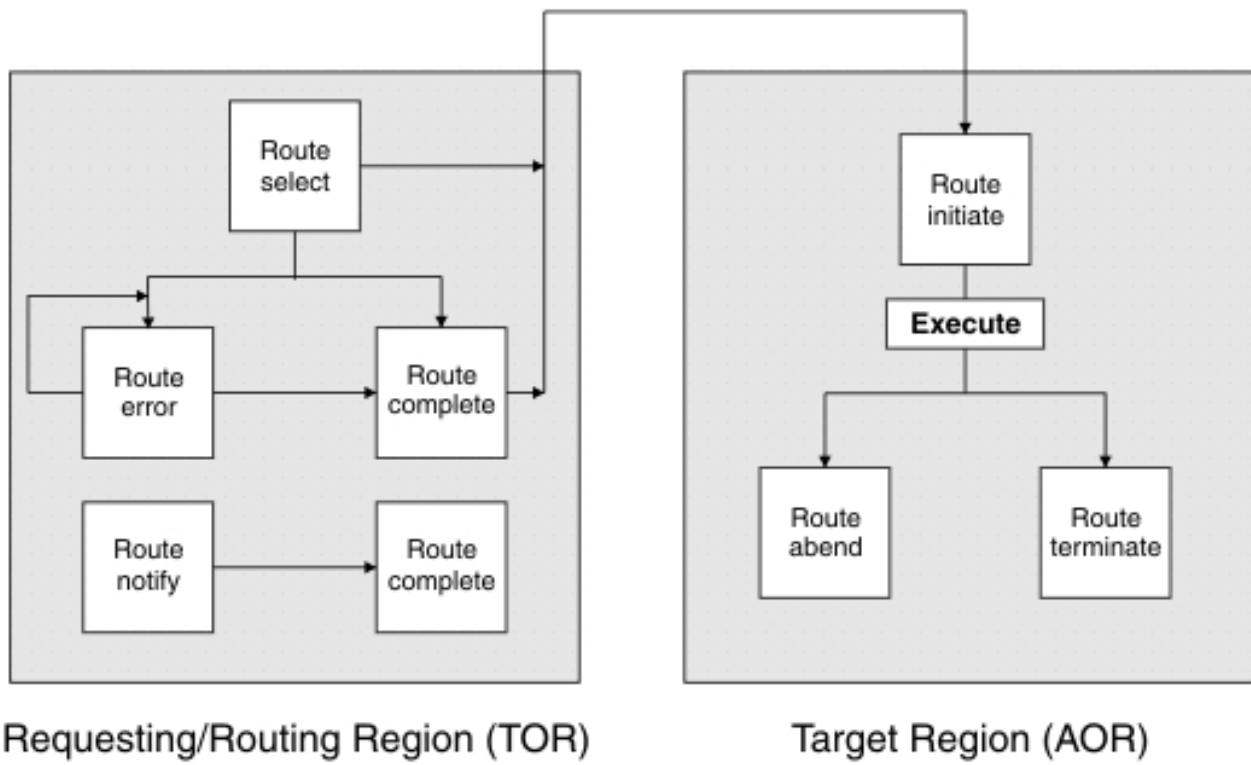 Route
select
Route
error
Route
complete
Route
notify
Route
complete
Requesting/Routing Region (TOR)
Route
initiate
Execute
Route
abend
Route
terminate
Target Region (AOR)